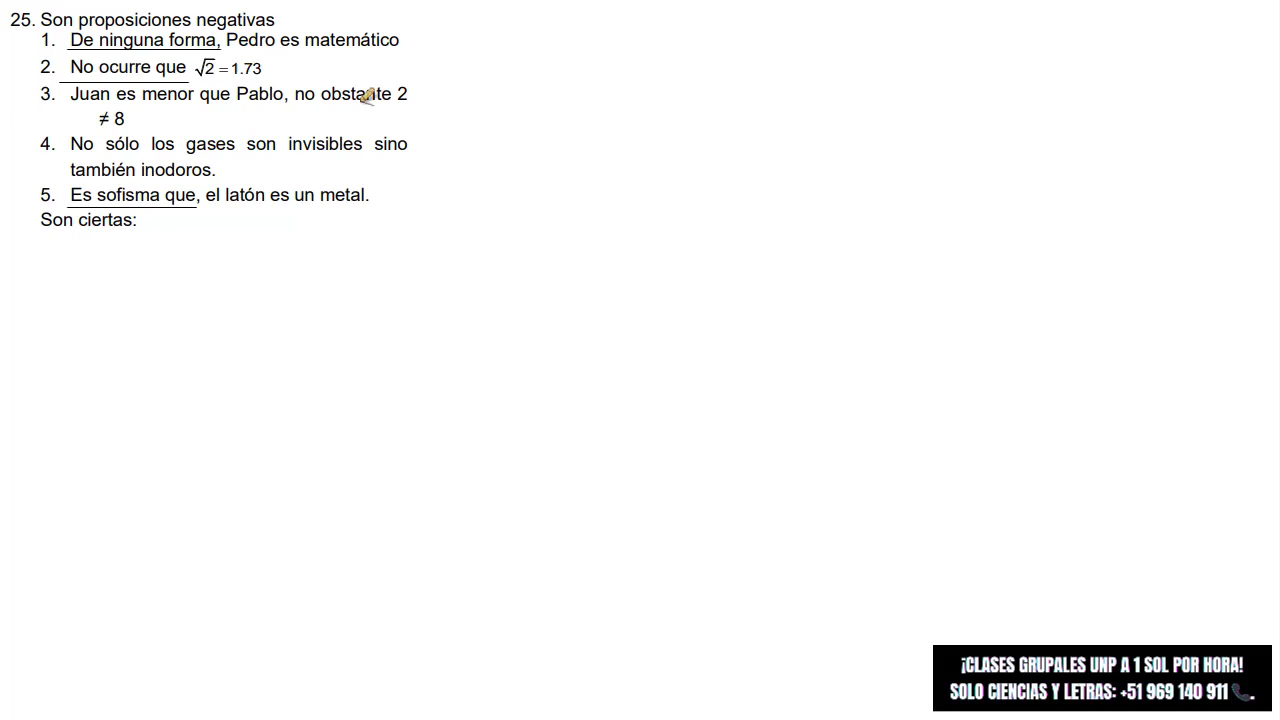 25. Son proposiciones negativas
1. De ninguna forma, Pedro es matemático
2. No ocurre que √2 = 1.73
3. Juan es menor que Pablo, no obstante 2
≠ 8
4. No sólo los gases son invisibles sino
también inodoros.
5. Es sofisma que, el latón es un metal.
Son ciertas:
¡CLASES GRUPALES UNP A 1 SOL POR HORA!
SOLO CIENCIAS Y LETRAS: +51 969 140 911 📞.